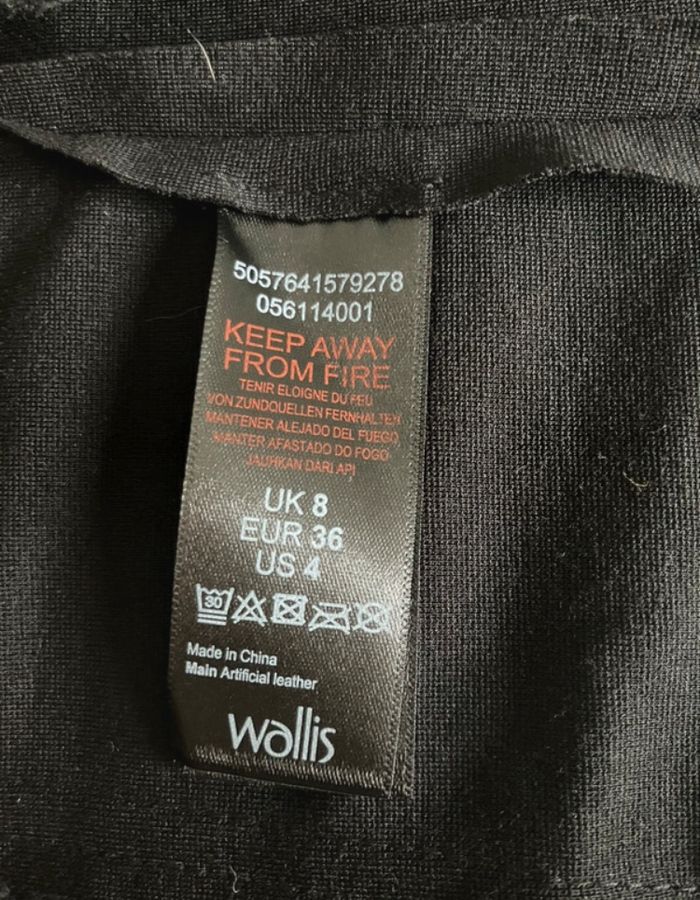 5057641579278
056114001
KEEP AWAY
FROM FIRE
TENIR ELOIGNE DU FEU
VON ZUNDQUELLEN FERNHALTEN
MANTENER ALEJADO DEL FUEGO
MANTER AFASTADO DO FOGO
JAUHKAN DARI API
UK 8
EUR 36
US 4
30
Made in China
Main Artificial leather
wallis